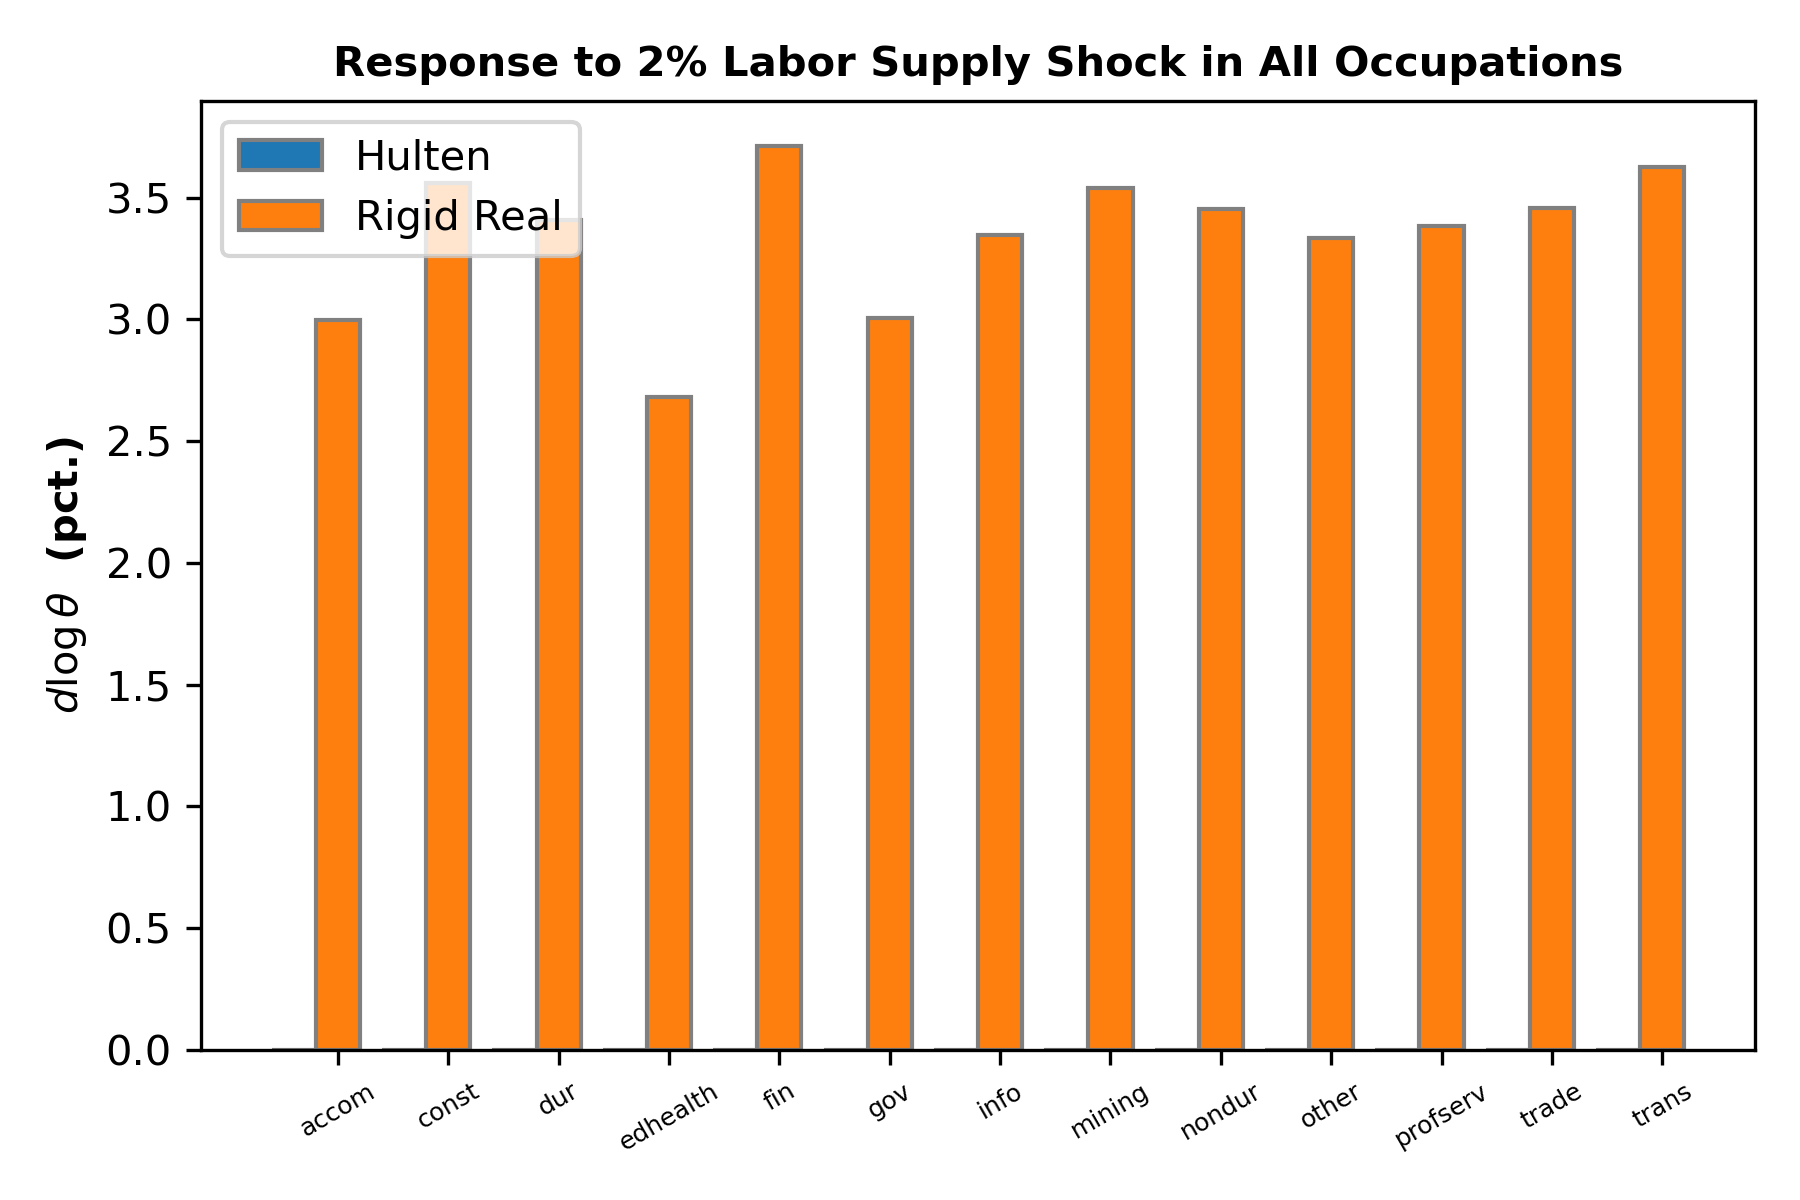 Response to 2% Labor Supply Shock in All Occupations
Hulten
Rigid Real
d log θ (pct.)
3.5
3.0
2.5
2.0
1.5
1.0
0.5
0.0
accom const dur edhealth fin gov info mining nondur other profserv trade trans